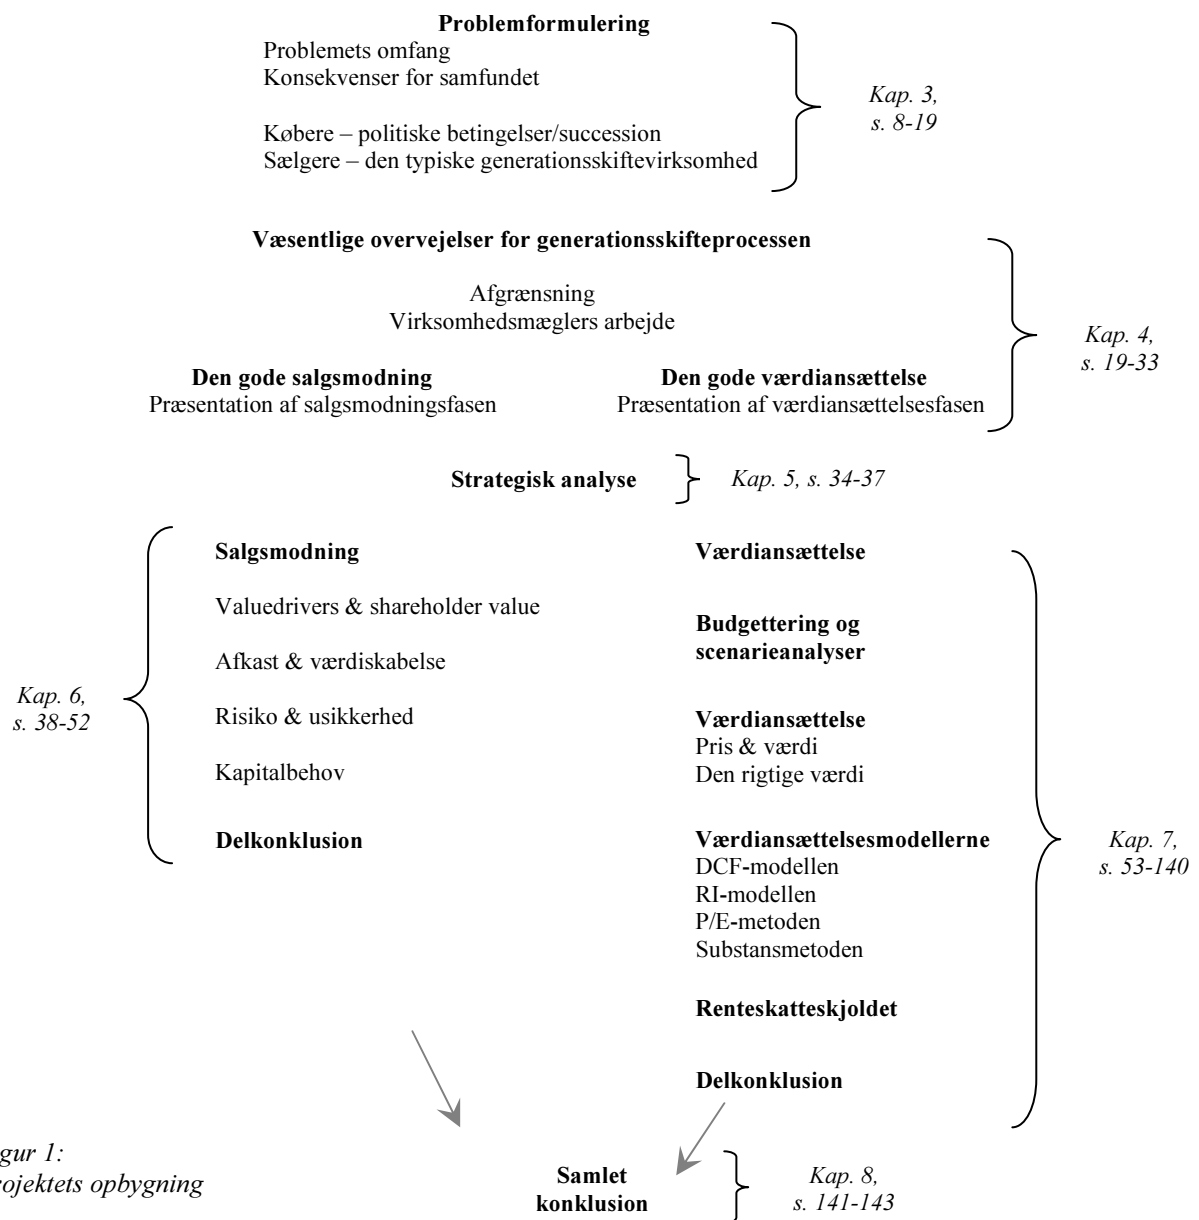 Problemformulering
Problemets omfang
Konsekvenser for samfundet
Købere – politiske betingelser/succession
Sælgere – den typiske generationsskiftevirksomhed
Kap. 3,
s. 8-19
Væsentlige overvejelser for generationsskifteprocessen
Afgrænsning
Virksomhedsmæglers arbejde
Den gode salgsmodning
Præsentation af salgsmodningsfasen
Den gode værdiansættelse
Præsentation af værdiansættelsesfasen
Kap. 4,
s. 19-33
Strategisk analyse
Kap. 5, s. 34-37
Salgsmodning
Valuedrivers & shareholder value
Afkast & værdiskabelse
Risiko & usikkerhed
Kapitalbehov
Delkonklusion
Kap. 6,
s. 38-52
Værdiansættelse
Budgettering og
scenarieanalyser
Værdiansættelse
Pris & værdi
Den rigtige værdi
Værdiansættelsesmodellerne
DCF-modellen
RI-modellen
P/E-metoden
Substansmetoden
Renteskatteskjoldet
Delkonklusion
Kap. 7,
s. 53-140
gur 1:
ojektets opbygning
Samlet
konklusion
Kap. 8,
s. 141-143